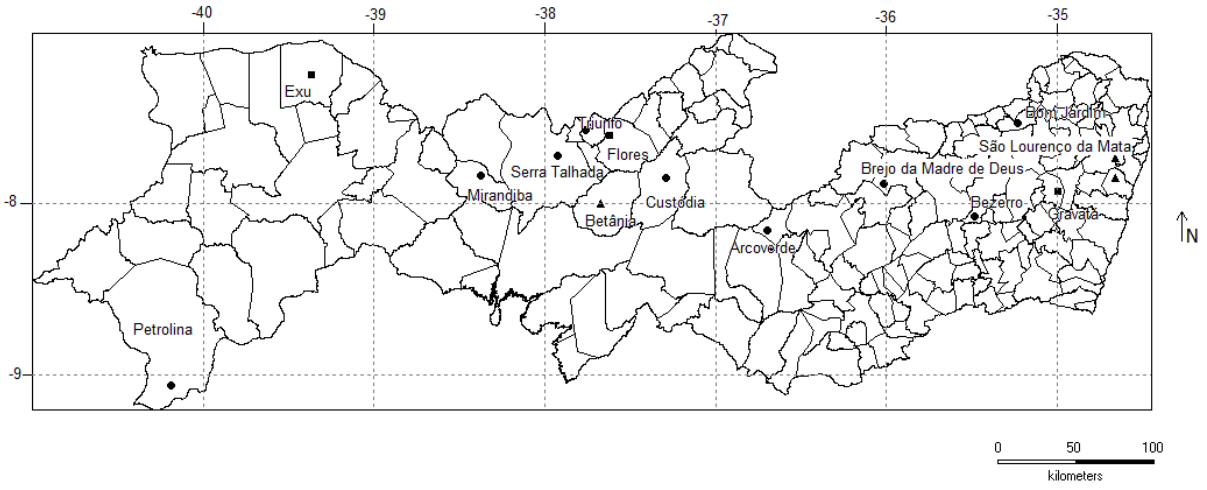 -40 -39 -38 -37 -36 -35
Exu
Triunfo
Bom Jardim
Flores
São Lourenço da Mata
Serra Talhada
Brejo da Madre de Deus
Mirandiba
Custódia
Bezerro
-8
Betânia
Gravatá
N
Arcoverde
Petrolina
-9
0 50 100
kilometers